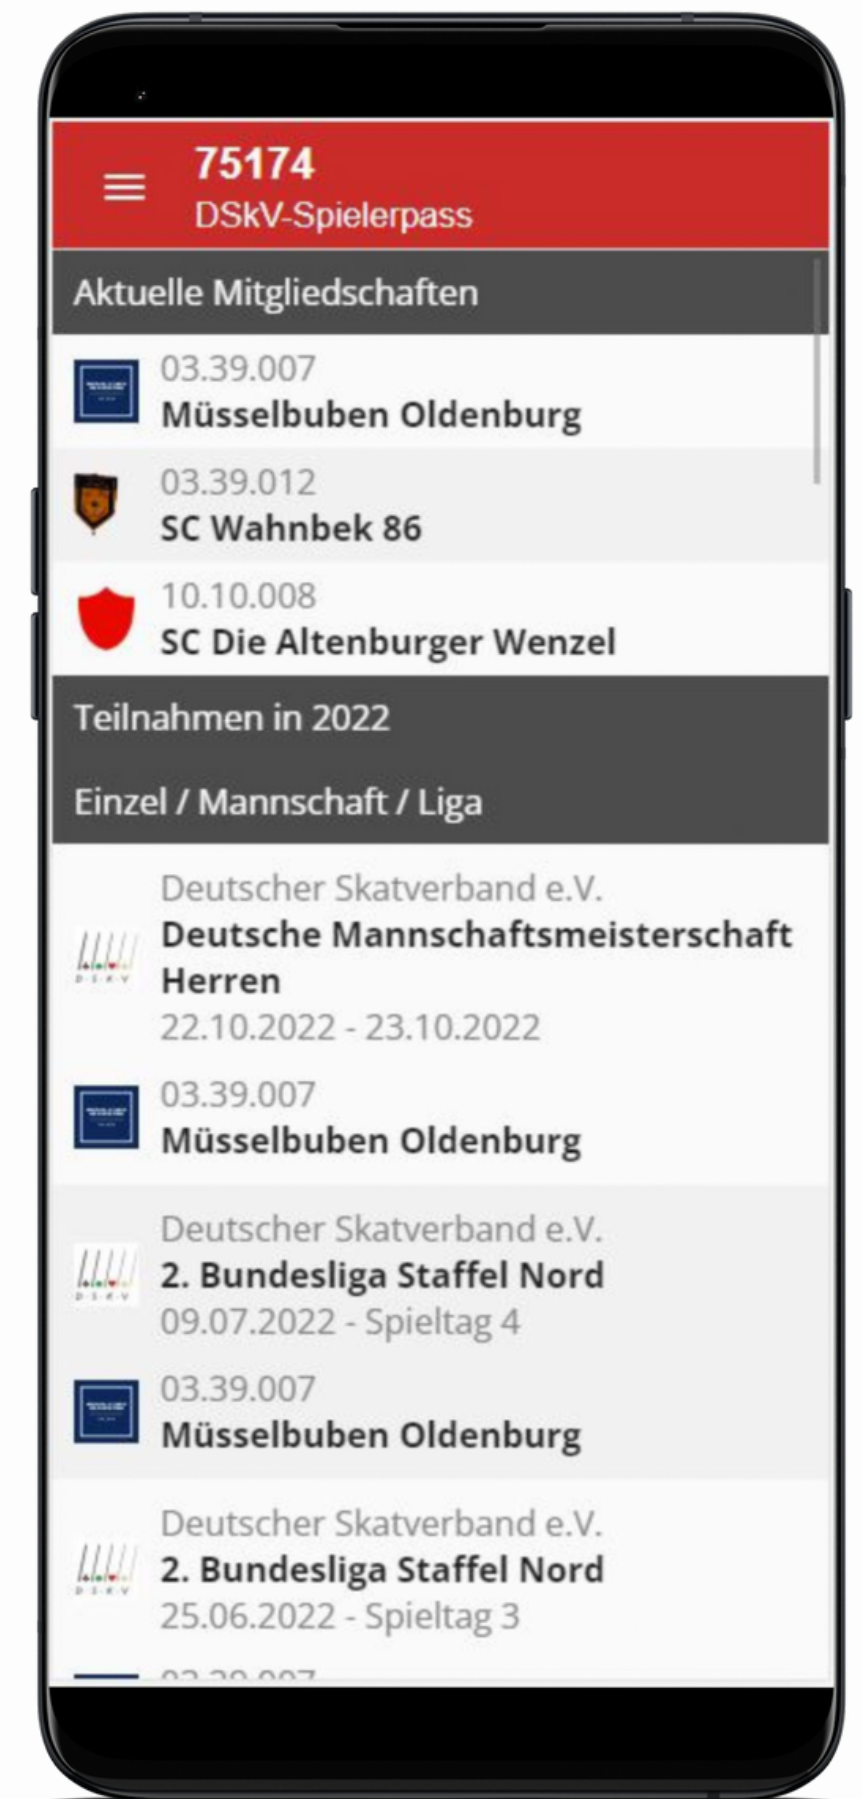 75174
DSkV-Spielerpass
Aktuelle Mitgliedschaften
03.39.007
Müsselbuben Oldenburg
03.39.012
SC Wahnbek 86
10.10.008
SC Die Altenburger Wenzel
Teilnahmen in 2022
Einzel / Mannschaft / Liga
Deutscher Skatverband e.V.
Deutsche Mannschaftsmeisterschaft
Herren
22.10.2022 - 23.10.2022
D·S·K·V
03.39.007
Müsselbuben Oldenburg
Deutscher Skatverband e.V.
2. Bundesliga Staffel Nord
09.07.2022 - Spieltag 4
D·S·K·V
03.39.007
Müsselbuben Oldenburg
Deutscher Skatverband e.V.
2. Bundesliga Staffel Nord
25.06.2022 - Spieltag 3
D·S·K·V